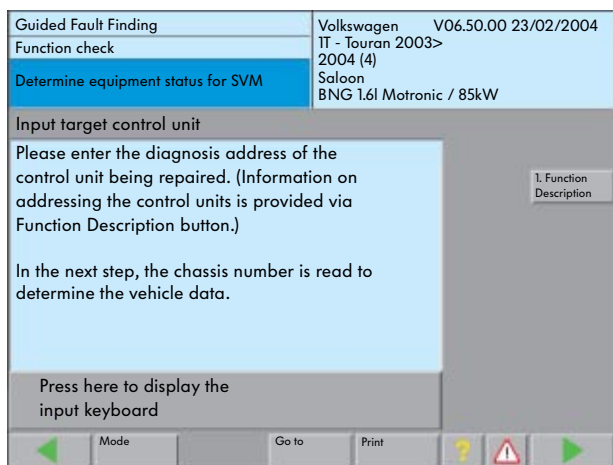 Guided Fault Finding
Function check
Determine equipment status for SVM
Volkswagen V06.50.00 23/02/2004
1T - Touran 2003>
2004 (4)
Saloon
BNG 1.6l Motronic / 85kW
Input target control unit
Please enter the diagnosis address of the
control unit being repaired. (Information on
addressing the control units is provided via
Function Description button.)
In the next step, the chassis number is read to
determine the vehicle data.
1. Function
Description
Press here to display the
input keyboard
Mode
Go to
Print
?